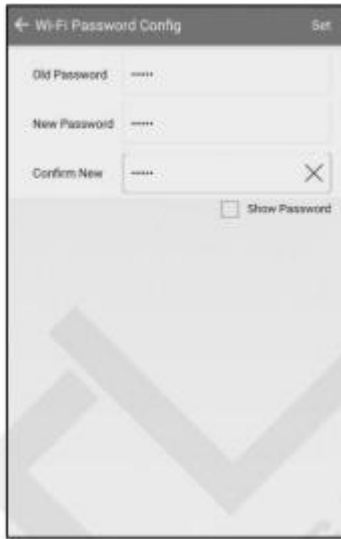 ← Wi-Fi Password Config Set
Old Password •••••
New Password •••••
Confirm New •••••
Show Password